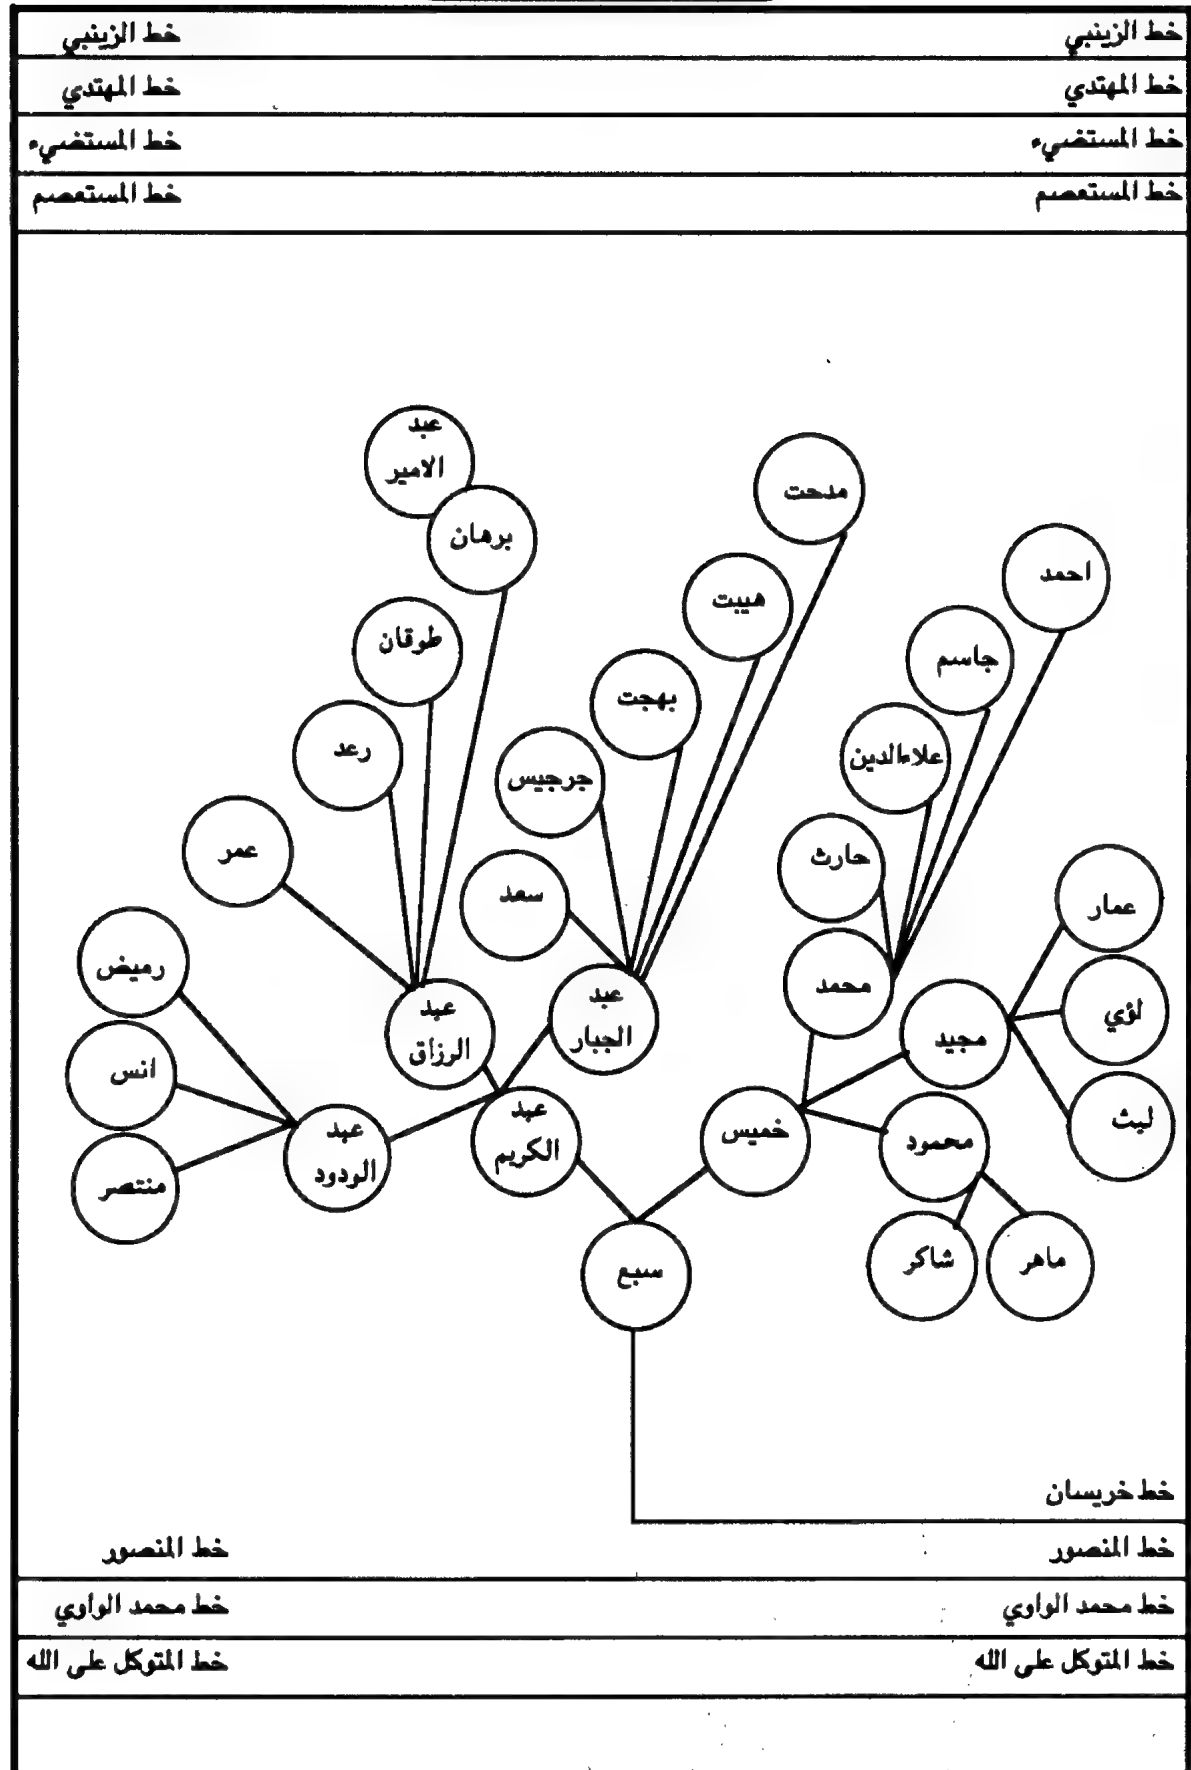 خط الزينبي خط الزينبي
خط المهتدي خط المهتدي
خط المستضيء خط المستضيء
خط المستعصم خط المستعصم
عبد
الامير
مدحت
برهان
احمد
هيبت
طوقان
جاسم
بهجت
رعد
علاءالدين
جرجيس
عمر
حارث
سعد
عمار
رميض
محمد
عبد
الجبار
عبد
الرزاق
لؤي
مجيد
انس
ليث
خميس
محمود
عبد
الكريم
عبد
الودود
منتصر
سبع
ماهر
شاكر
خط خريسان
خط المنصور خط المنصور
خط محمد الواوي خط محمد الواوي
خط المتوكل على الله خط المتوكل على الله